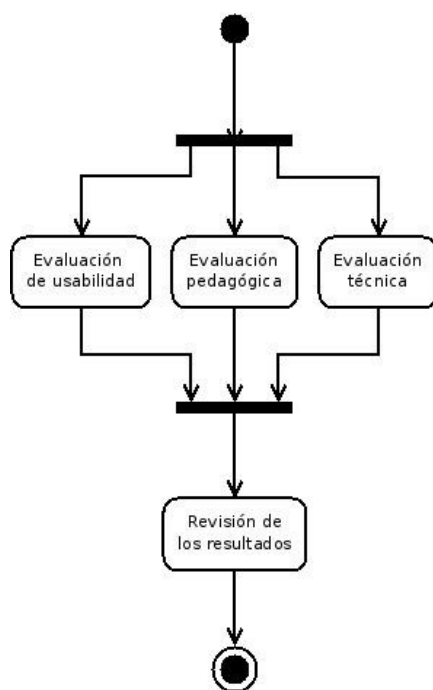 Evaluación
de usabilidad
Evaluación
pedagógica
Evaluación
técnica
Revisión de
los resultados